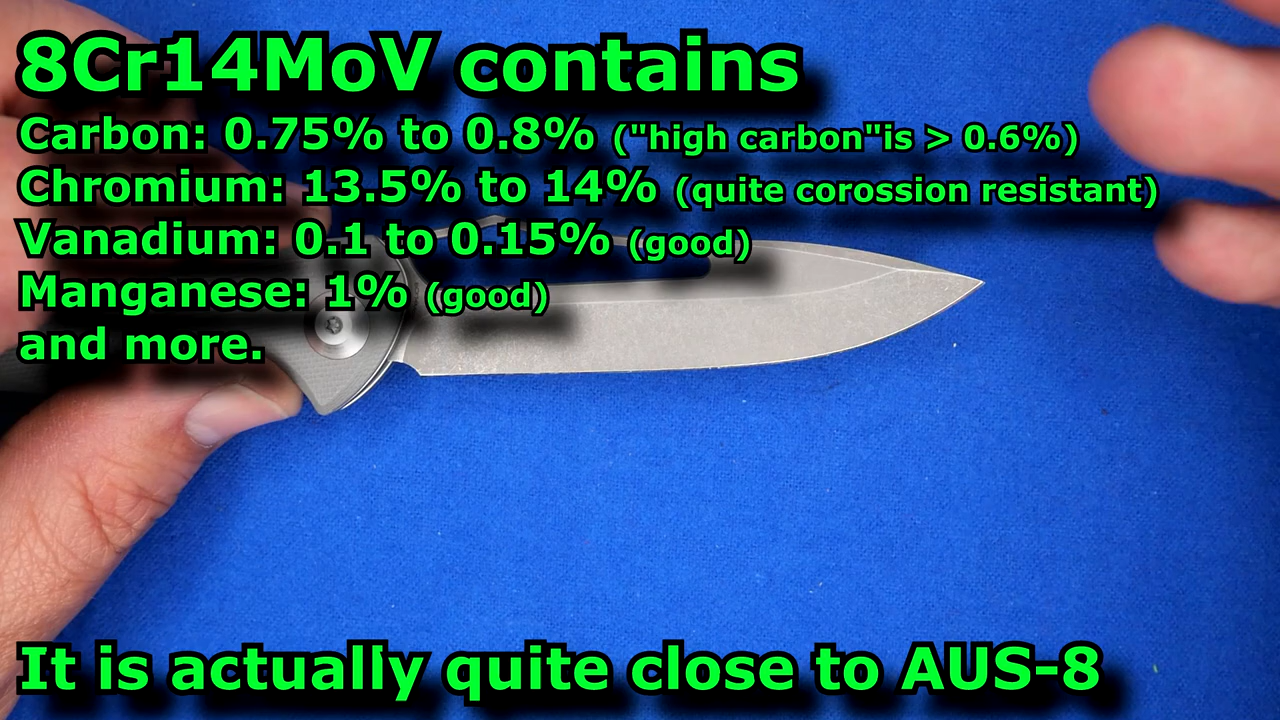 8Cr14MoV contains
Carbon: 0.75% to 0.8% ("high carbon"is > 0.6%)
Chromium: 13.5% to 14% (quite corossion resistant)
Vanadium: 0.1 to 0.15% (good)
Manganese: 1% (good)
and more.
It is actually quite close to AUS-8